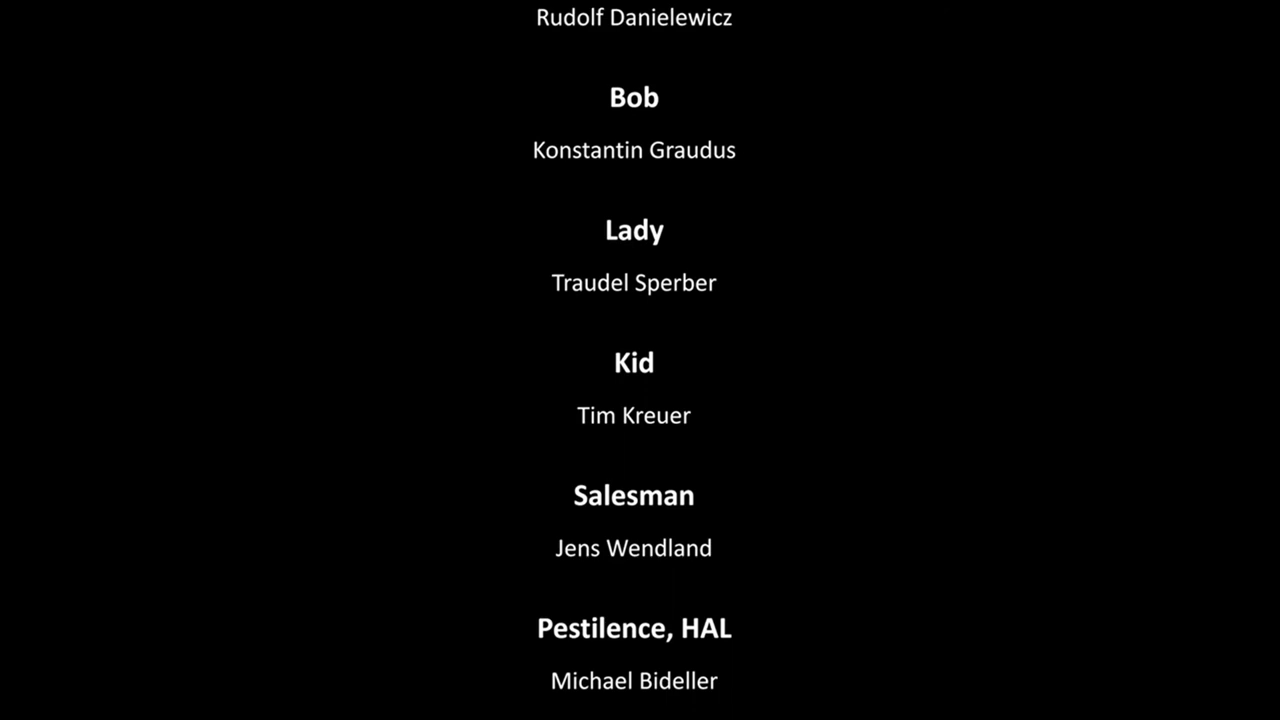 Rudolf Danielewicz
Bob
Konstantin Graudus
Lady
Traudel Sperber
Kid
Tim Kreuer
Salesman
Jens Wendland
Pestilence, HAL
Michael Bideller